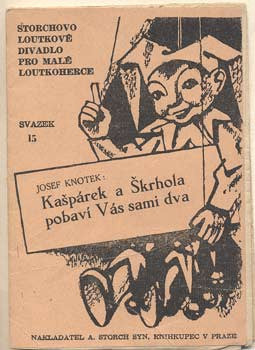 ŠTORCHOVO
LOUTKOVÉ
DIVADLO
PRO MALÉ
LOUTKOHERCE
SVAZEK
15
JOSEF KNOTEK:
Kašpárek a Škrhola
pobaví Vás sami dva
NAKLADATEL A. ŠTORCH SYN, KNIHKUPEC V PRAZE